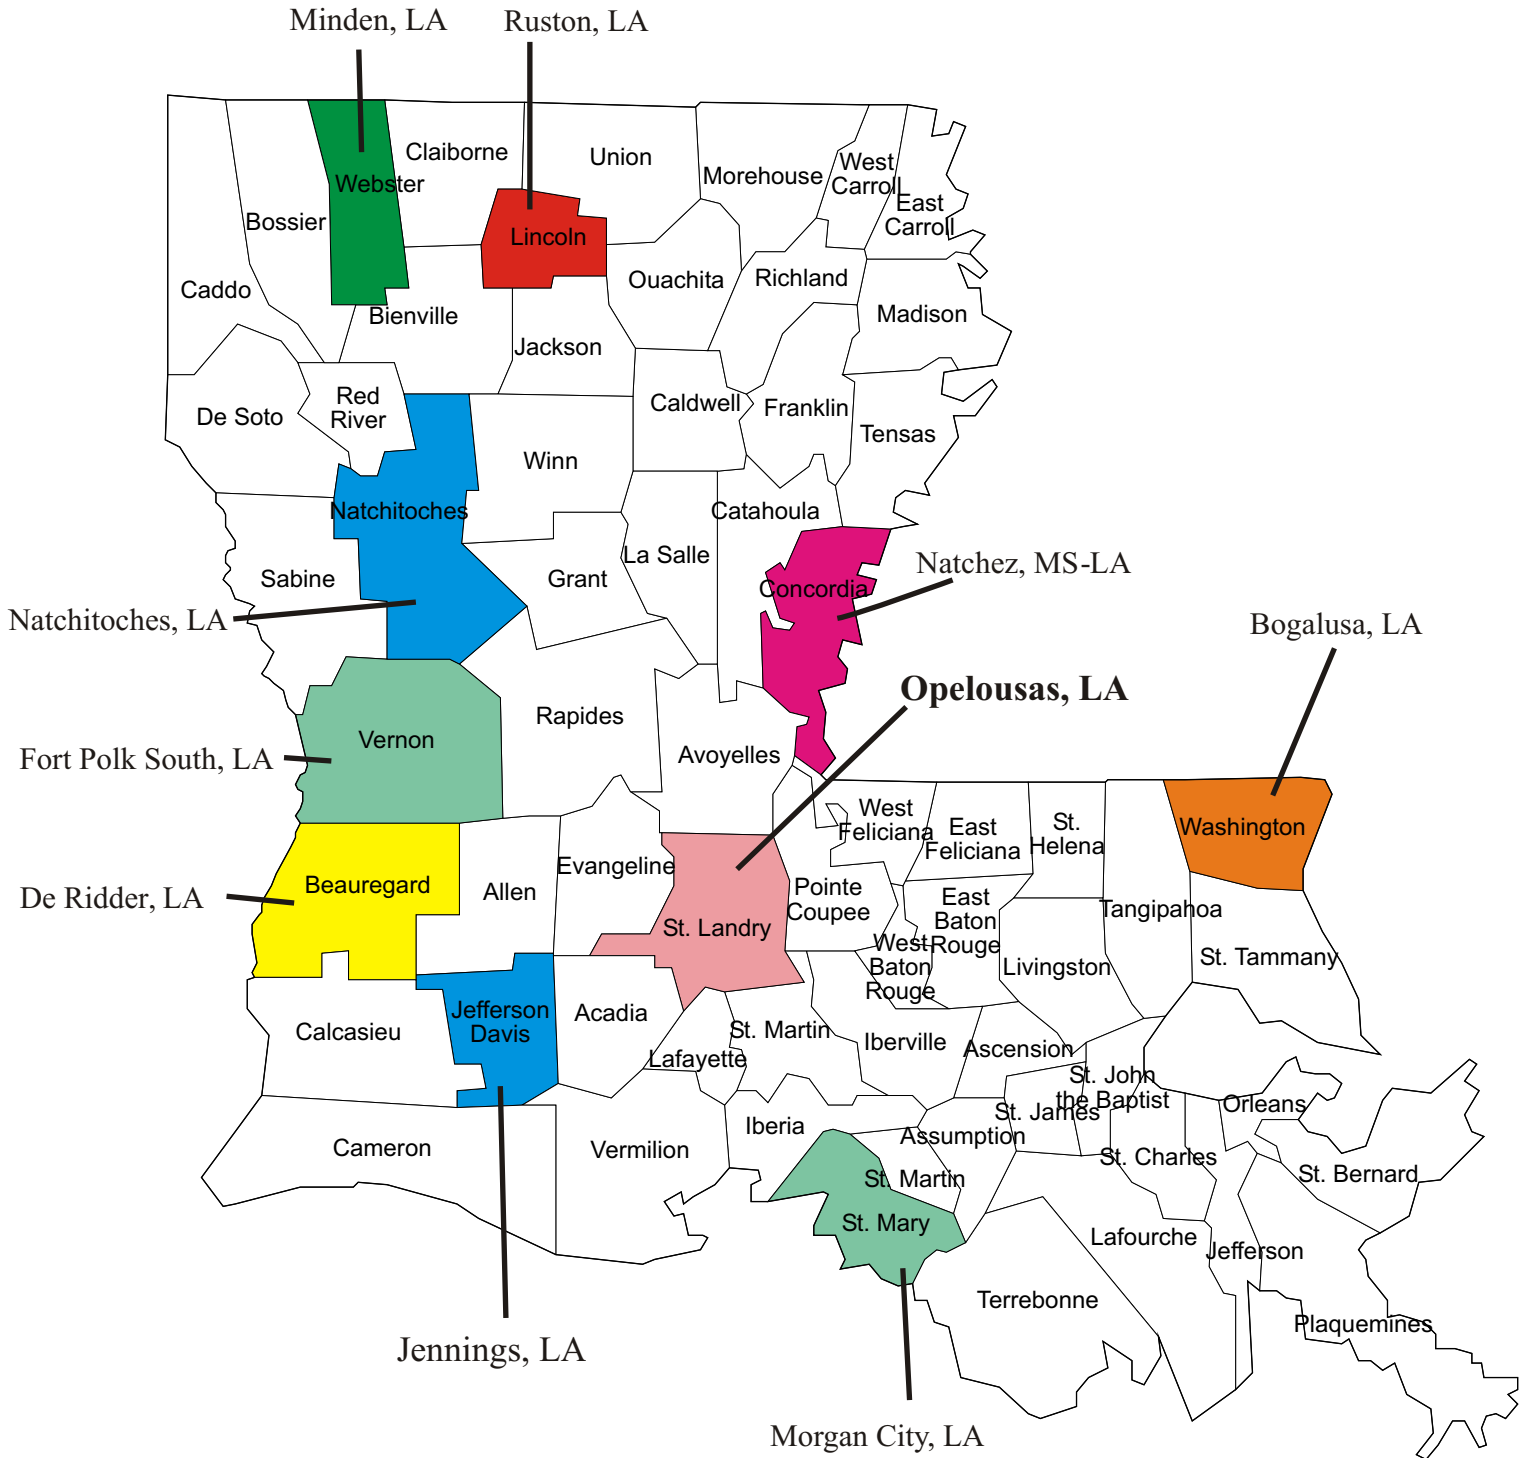 Minden, LA
Ruston, LA
Claiborne
Union
Morehouse
West
Carroll
Webster
East
Carroll
Bossier
Lincoln
Caddo
Ouachita
Richland
Bienville
Madison
Jackson
Red
River
De Soto
Caldwell
Franklin
Tensas
Winn
Natchitoches
Catahoula
La Salle
Sabine
Grant
Concordia
Natchez, MS-LA
Natchitoches, LA
Bogalusa, LA
Opelousas, LA
Rapides
Vernon
Avoyelles
Fort Polk South, LA
West
Feliciana
East
Feliciana
St.
Helena
Washington
Evangeline
Beauregard
Allen
De Ridder, LA
Pointe
Coupee
East
Baton
Rouge
Tangipahoa
St. Landry
West
Baton
Rouge
Livingston
St. Tammany
Jefferson
Davis
Acadia
Calcasieu
St. Martin
Lafayette
Iberville
Ascension
St. John
the Baptist
St. James
Orleans
Iberia
Assumption
Cameron
Vermilion
St. Charles
St. Martin
St. Bernard
St. Mary
Lafourche
Jefferson
Terrebonne
Plaquemines
Jennings, LA
Morgan City, LA